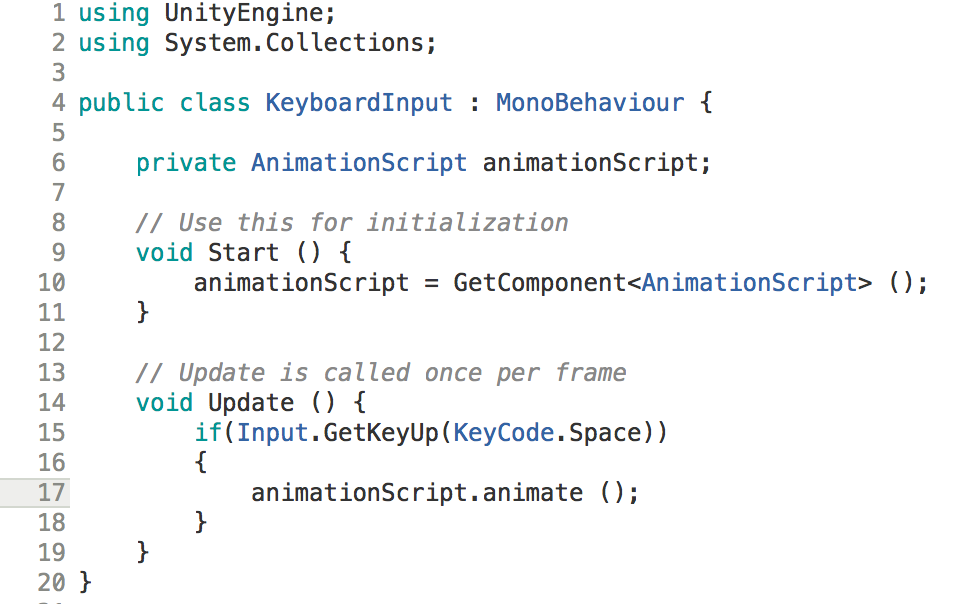 1 using UnityEngine;
2 using System.Collections;
3
4 public class KeyboardInput : MonoBehaviour {
5
6     private AnimationScript animationScript;
7
8     // Use this for initialization
9     void Start () {
10         animationScript = GetComponent<AnimationScript> ();
11     }
12
13     // Update is called once per frame
14     void Update () {
15         if(Input.GetKeyUp(KeyCode.Space))
16         {
17             animationScript.animate ();
18         }
19     }
20 }